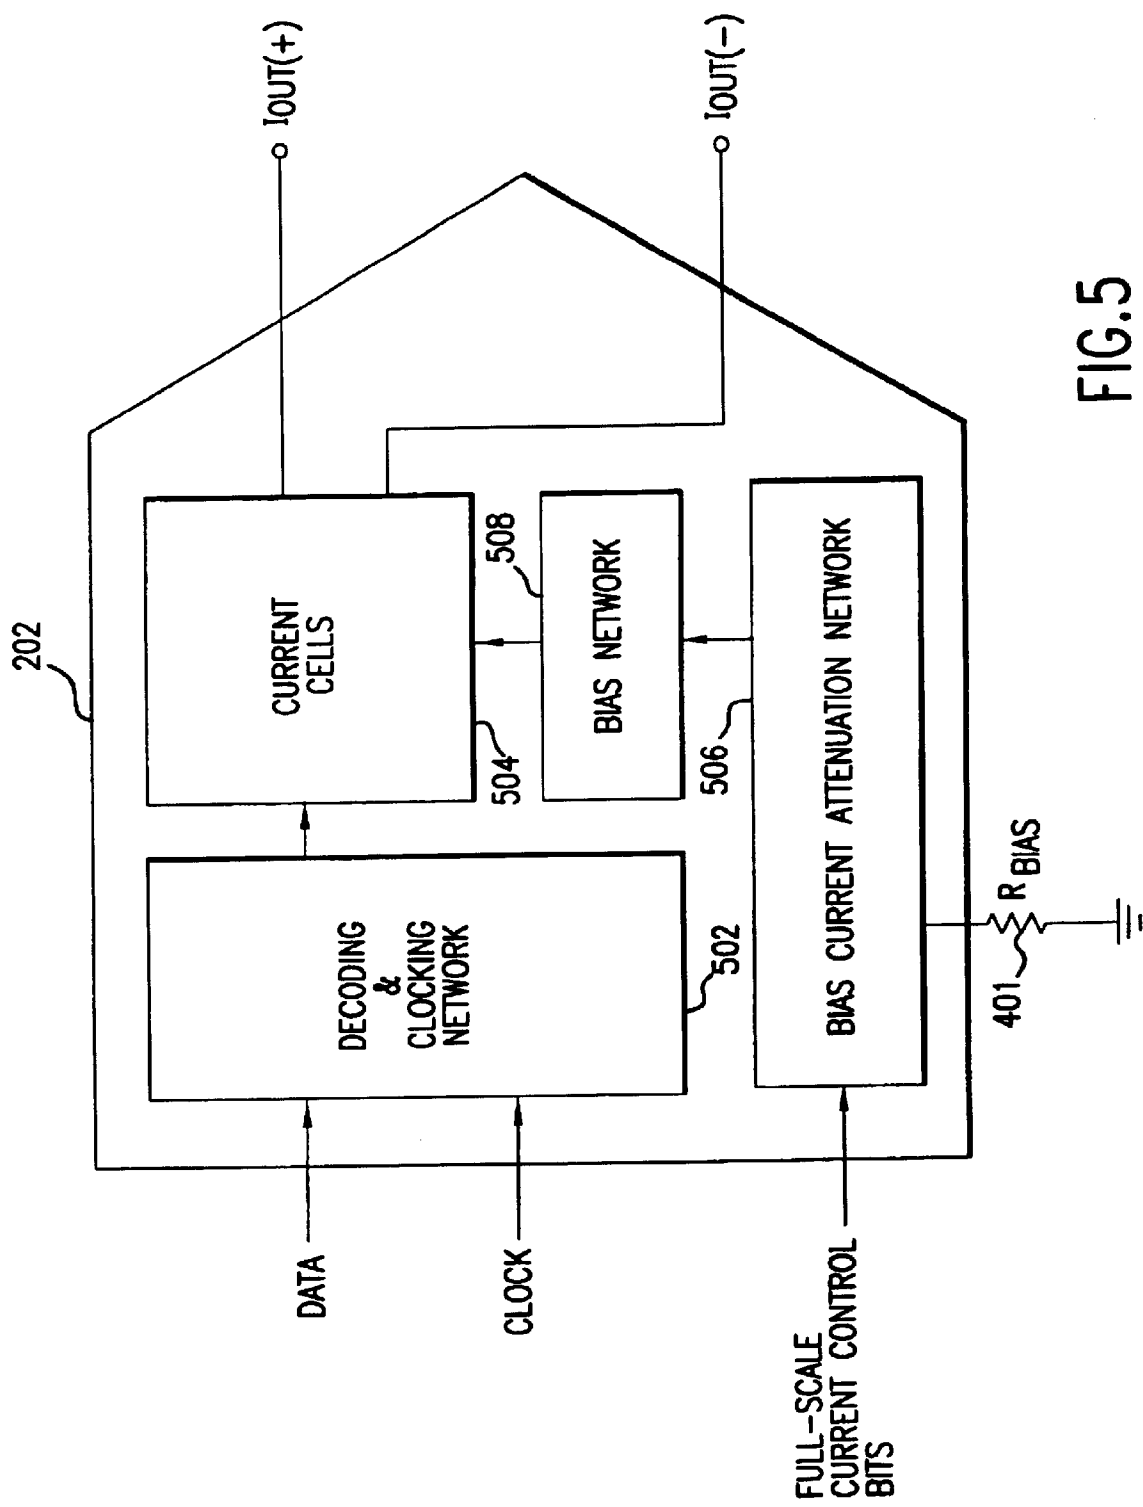 202
DATA
CLOCK
FULL-SCALE
CURRENT CONTROL
BITS
DECODING
&
CLOCKING
NETWORK
502
CURRENT
CELLS
504
BIAS NETWORK
508
BIAS CURRENT ATTENUATION NETWORK
506
401
RBIAS
IOUT(+)
IOUT(-)
FIG.5